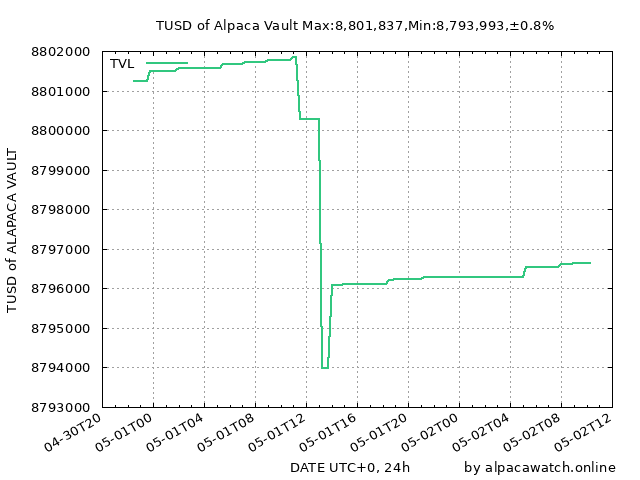 TUSD of Alpaca Vault Max:8,801,837,Min:8,793,993,±0.8%
TVL
8802000
8801000
8800000
8799000
8798000
8797000
8796000
8795000
8794000
8793000
TUSD of ALAPACA VAULT
04-30T20
05-01T00
05-01T04
05-01T08
05-01T12
05-01T16
05-01T20
05-02T00
05-02T04
05-02T08
05-02T12
DATE UTC+0, 24h
by alpacawatch.online